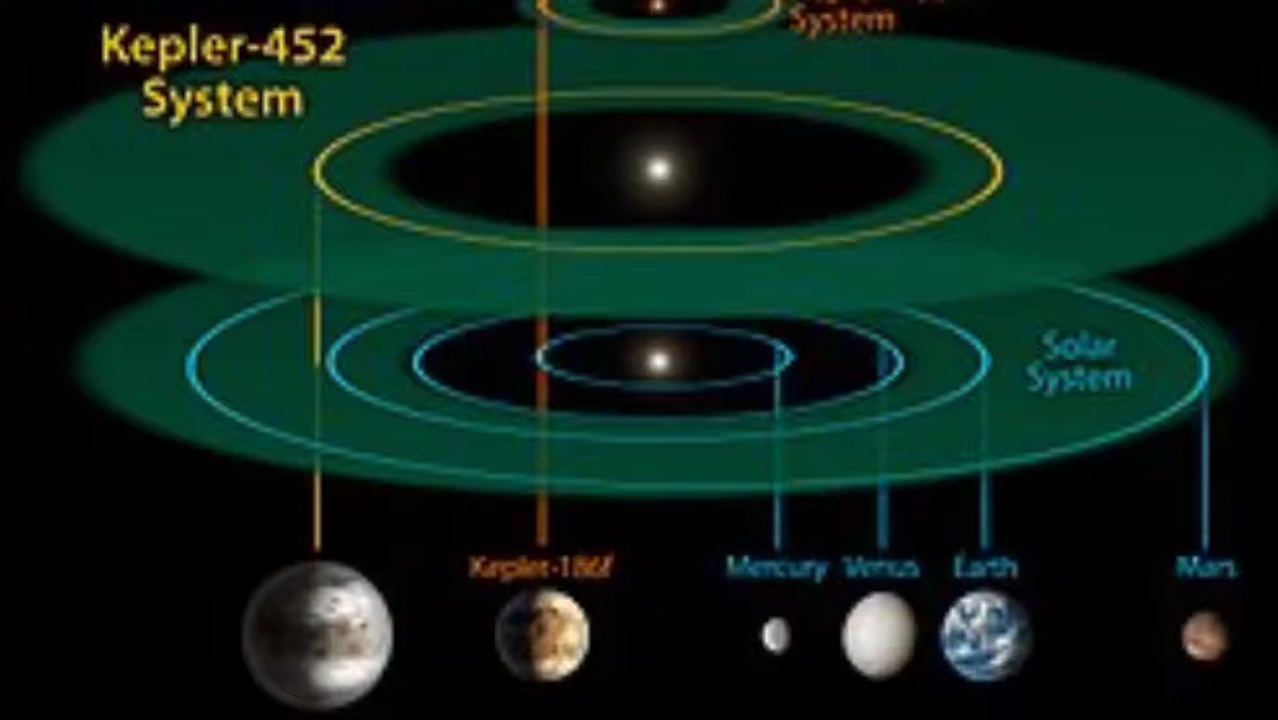 System
Kepler-452
System
Solar
System
Kepler-186f
Mercury Venus Earth Mars